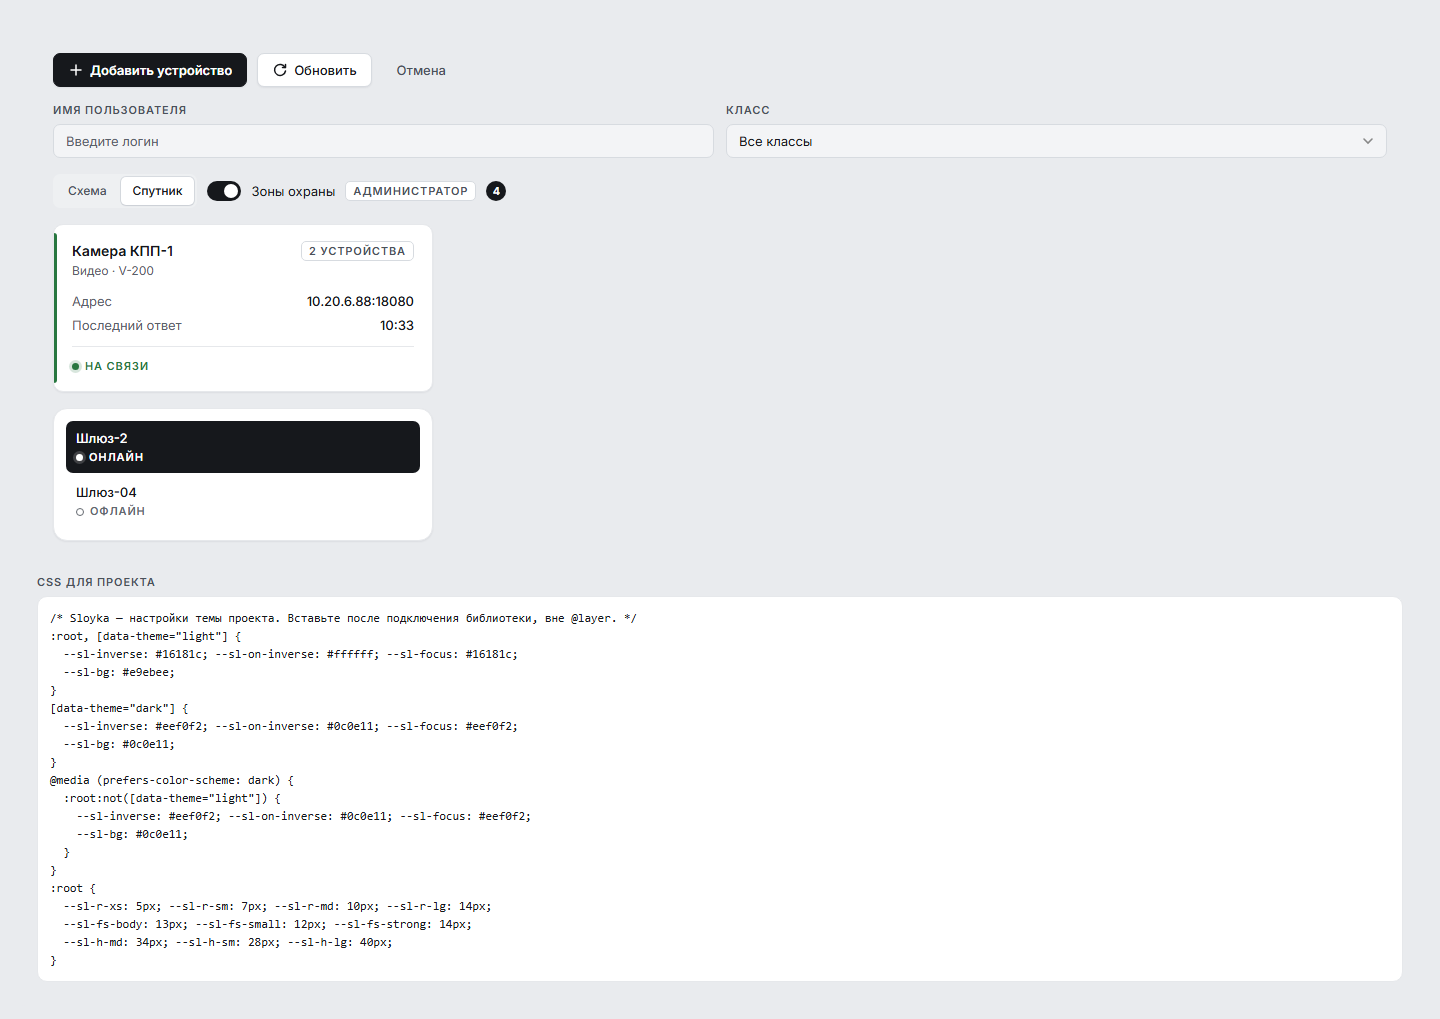 Добавить устройство
Обновить
Отмена
ИМЯ ПОЛЬЗОВАТЕЛЯ
КЛАСС
Введите логин
Все классы
Схема
Спутник
Зоны охраны
АДМИНИСТРАТОР
4
Камера КПП-1
2 УСТРОЙСТВА
Видео · V-200
Адрес
10.20.6.88:18080
Последний ответ
10:33
НА СВЯЗИ
Шлюз-2
ОНЛАЙН
Шлюз-04
ОФЛАЙН
CSS ДЛЯ ПРОЕКТА
/* Sloyka — настройки темы проекта. Вставьте после подключения библиотеки, вне @layer. */
:root, [data-theme="light"] {
  --sl-inverse: #16181c; --sl-on-inverse: #ffffff; --sl-focus: #16181c;
  --sl-bg: #e9ebee;
}
[data-theme="dark"] {
  --sl-inverse: #eef0f2; --sl-on-inverse: #0c0e11; --sl-focus: #eef0f2;
  --sl-bg: #0c0e11;
}
@media (prefers-color-scheme: dark) {
  :root:not([data-theme="light"]) {
    --sl-inverse: #eef0f2; --sl-on-inverse: #0c0e11; --sl-focus: #eef0f2;
    --sl-bg: #0c0e11;
  }
}
:root {
  --sl-r-xs: 5px; --sl-r-sm: 7px; --sl-r-md: 10px; --sl-r-lg: 14px;
  --sl-fs-body: 13px; --sl-fs-small: 12px; --sl-fs-strong: 14px;
  --sl-h-md: 34px; --sl-h-sm: 28px; --sl-h-lg: 40px;
}